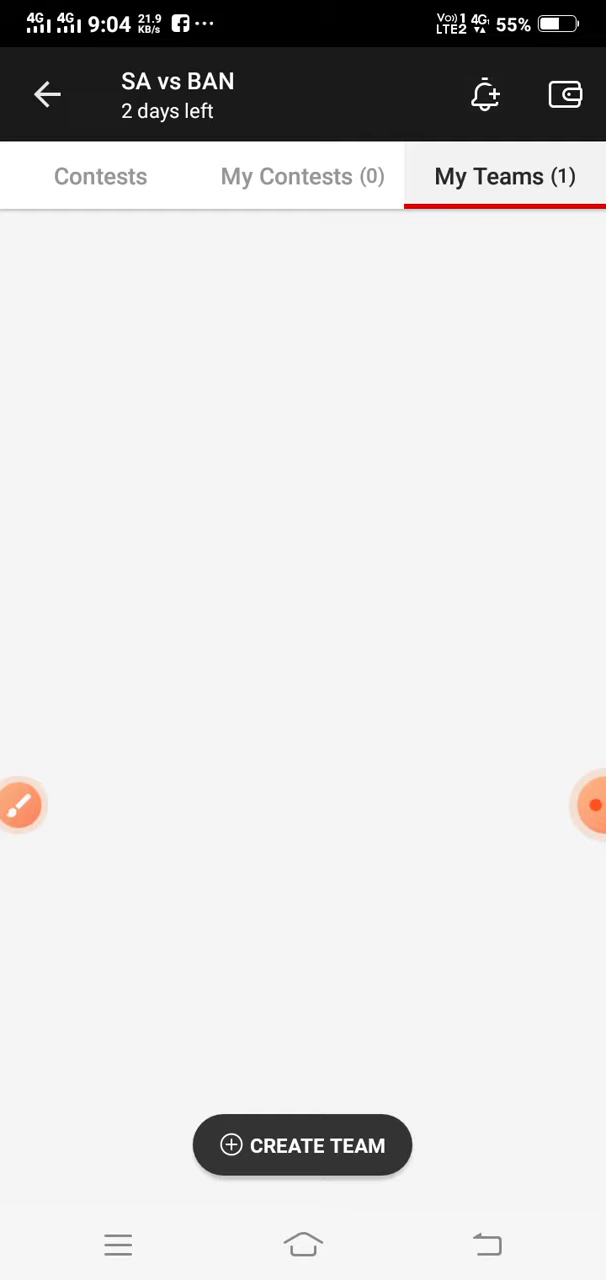 4G 4G 9:04 21.9 KB/s ... Vo) 1 LTE2 4G 55%
SA vs BAN
2 days left
Contests My Contests (0) My Teams (1)
CREATE TEAM